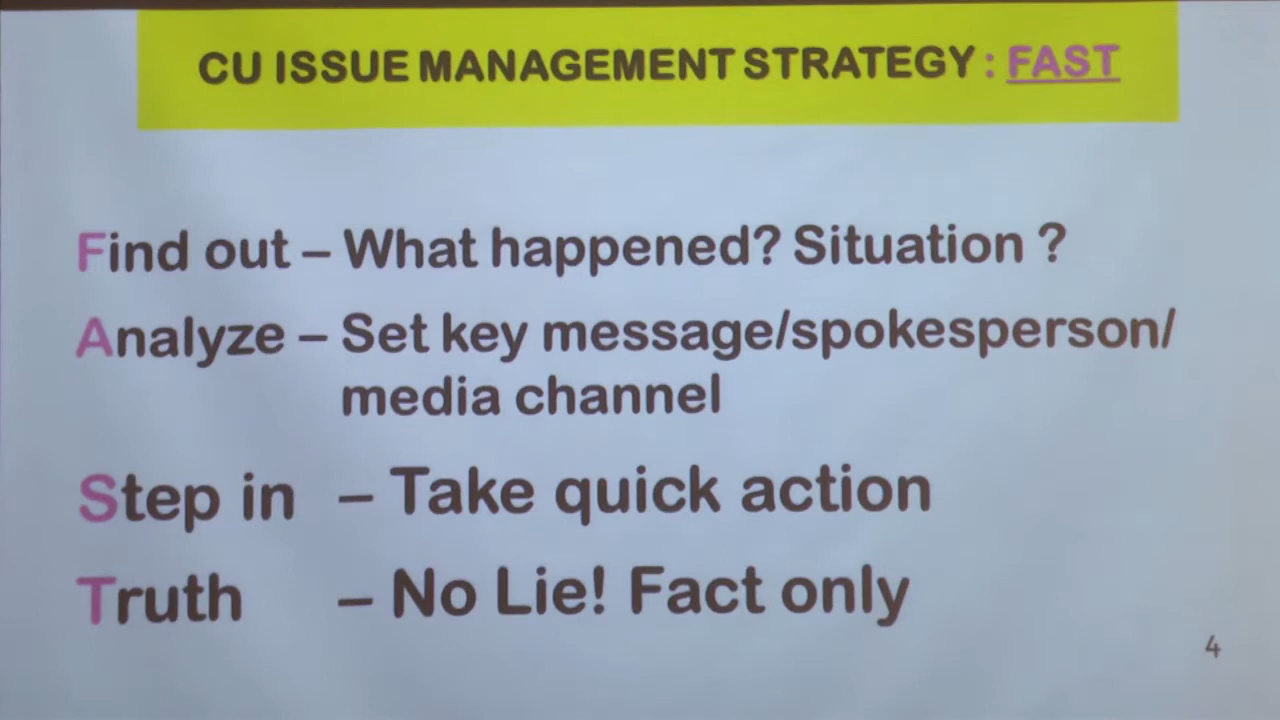 CU ISSUE MANAGEMENT STRATEGY : FAST
Find out – What happened? Situation ?
Analyze – Set key message/spokesperson/
media channel
Step in – Take quick action
Truth – No Lie! Fact only
4